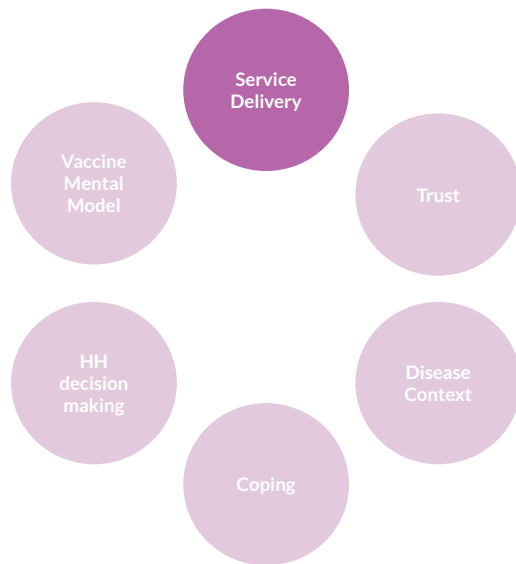 Service
Delivery
Vaccine
Mental
Model
Trust
HH
decision
making
Disease
Context
Coping